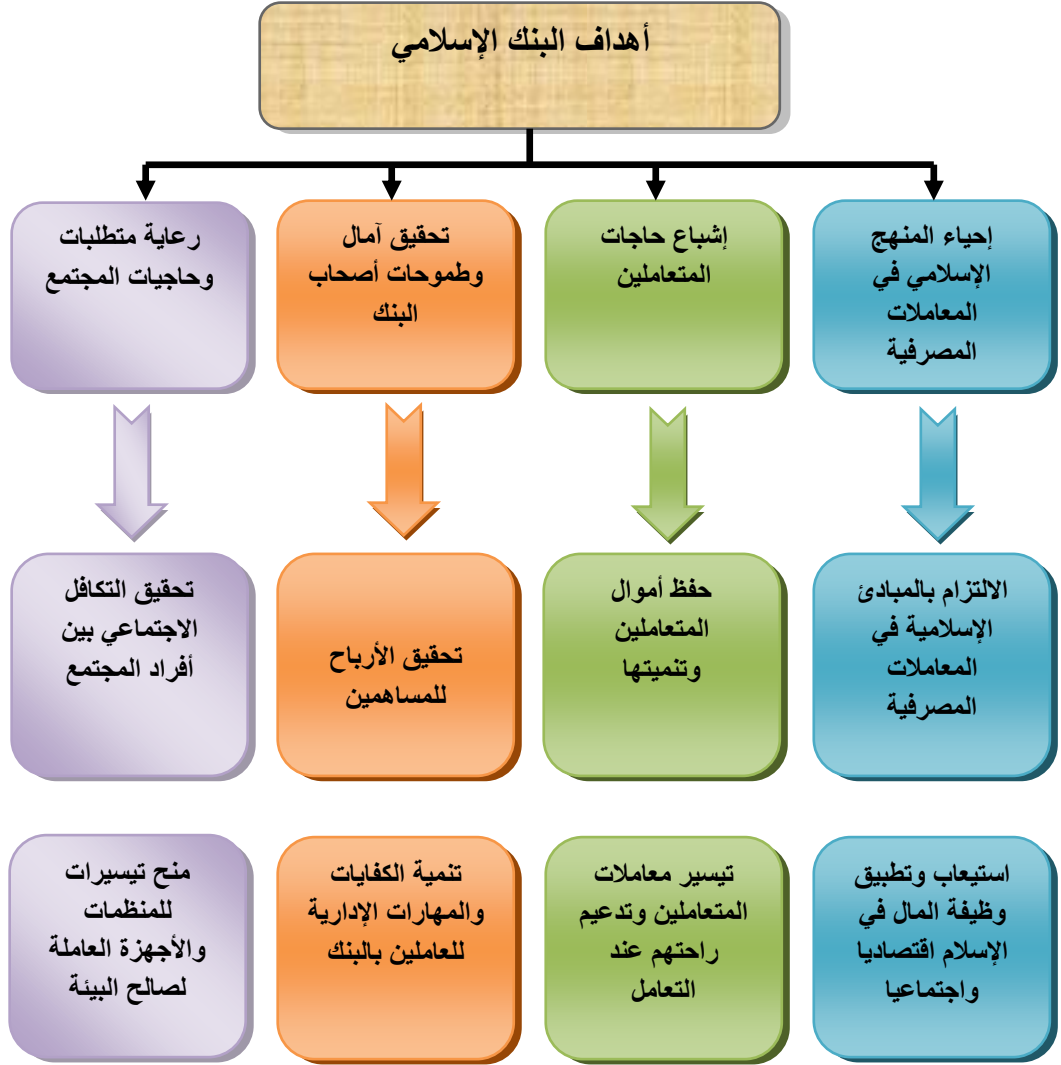 أهداف البنك الإسلامي
إحياء المنهج
الإسلامي في
المعاملات
المصرفية
إشباع حاجات
المتعاملين
تحقيق آمال
وطموحات أصحاب
البنك
رعاية متطلبات
وحاجيات المجتمع
الالتزام بالمبادئ
الإسلامية في
المعاملات
المصرفية
حفظ أموال
المتعاملين
وتنميتها
تحقيق الأرباح
للمساهمين
تحقيق التكافل
الاجتماعي بين
أفراد المجتمع
استيعاب وتطبيق
وظيفة المال في
الإسلام اقتصاديا
واجتماعيا
تيسير معاملات
المتعاملين وتدعيم
راحتهم عند
التعامل
تنمية الكفايات
والمهارات الإدارية
للعاملين بالبنك
منح تيسيرات
للمنظمات
والأجهزة العاملة
لصالح البيئة